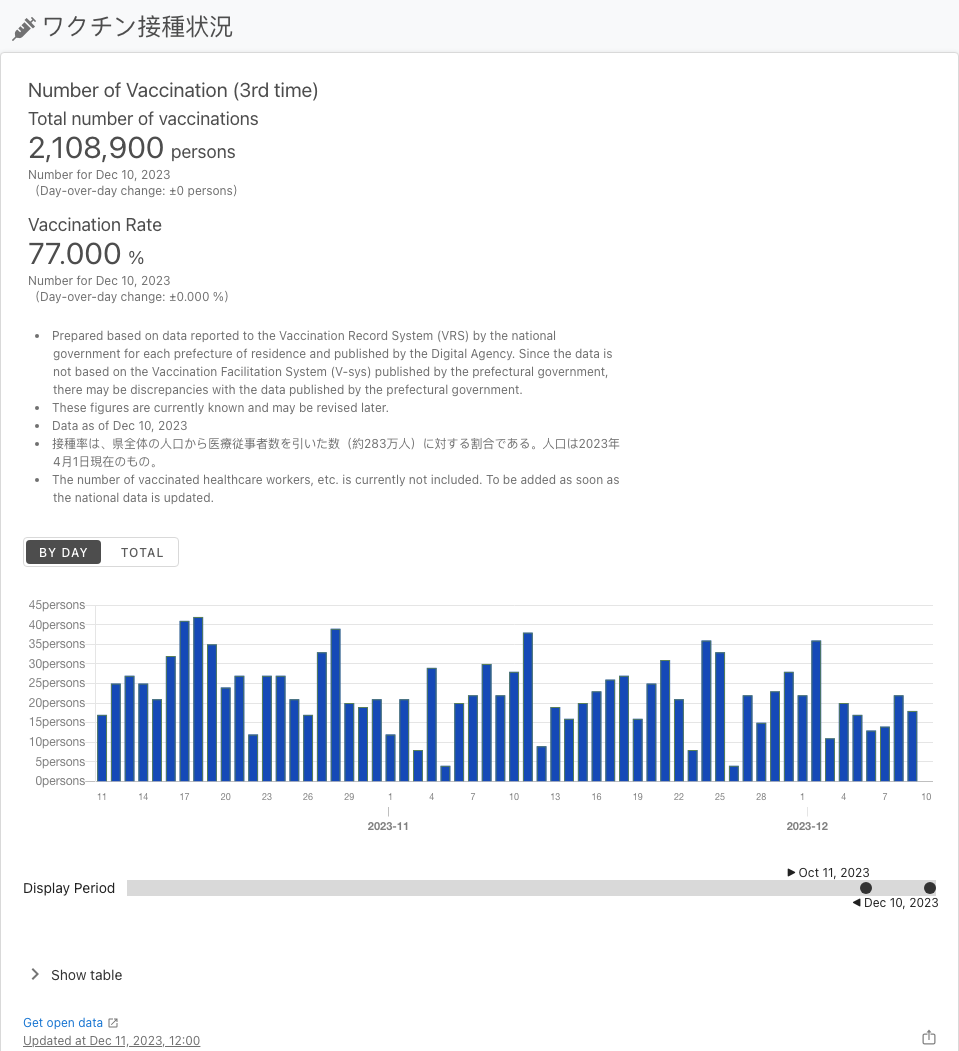 ワクチン接種状況
Number of Vaccination (3rd time)
Total number of vaccinations
2,108,900 persons
Number for Dec 10, 2023
（Day-over-day change: ±0 persons）
Vaccination Rate
77.000 %
Number for Dec 10, 2023
（Day-over-day change: ±0.000 %）
• Prepared based on data reported to the Vaccination Record System (VRS) by the national
government for each prefecture of residence and published by the Digital Agency. Since the data is
not based on the Vaccination Facilitation System (V-sys) published by the prefectural government,
there may be discrepancies with the data published by the prefectural government.
• These figures are currently known and may be revised later.
• Data as of Dec 10, 2023
• 接種率は、県全体の人口から医療従事者数を引いた数（約283万人）に対する割合である。人口は2023年
4月1日現在のもの。
• The number of vaccinated healthcare workers, etc. is currently not included. To be added as soon as
the national data is updated.
BY DAY TOTAL
45persons
40persons
35persons
30persons
25persons
20persons
15persons
10persons
5persons
0persons
11 14 17 20 23 26 29 1 4 7 10 13 16 19 22 25 28 1 4 7 10
2023-11 2023-12
Oct 11, 2023
Display Period
Dec 10, 2023
Show table
Get open data
Updated at Dec 11, 2023, 12:00